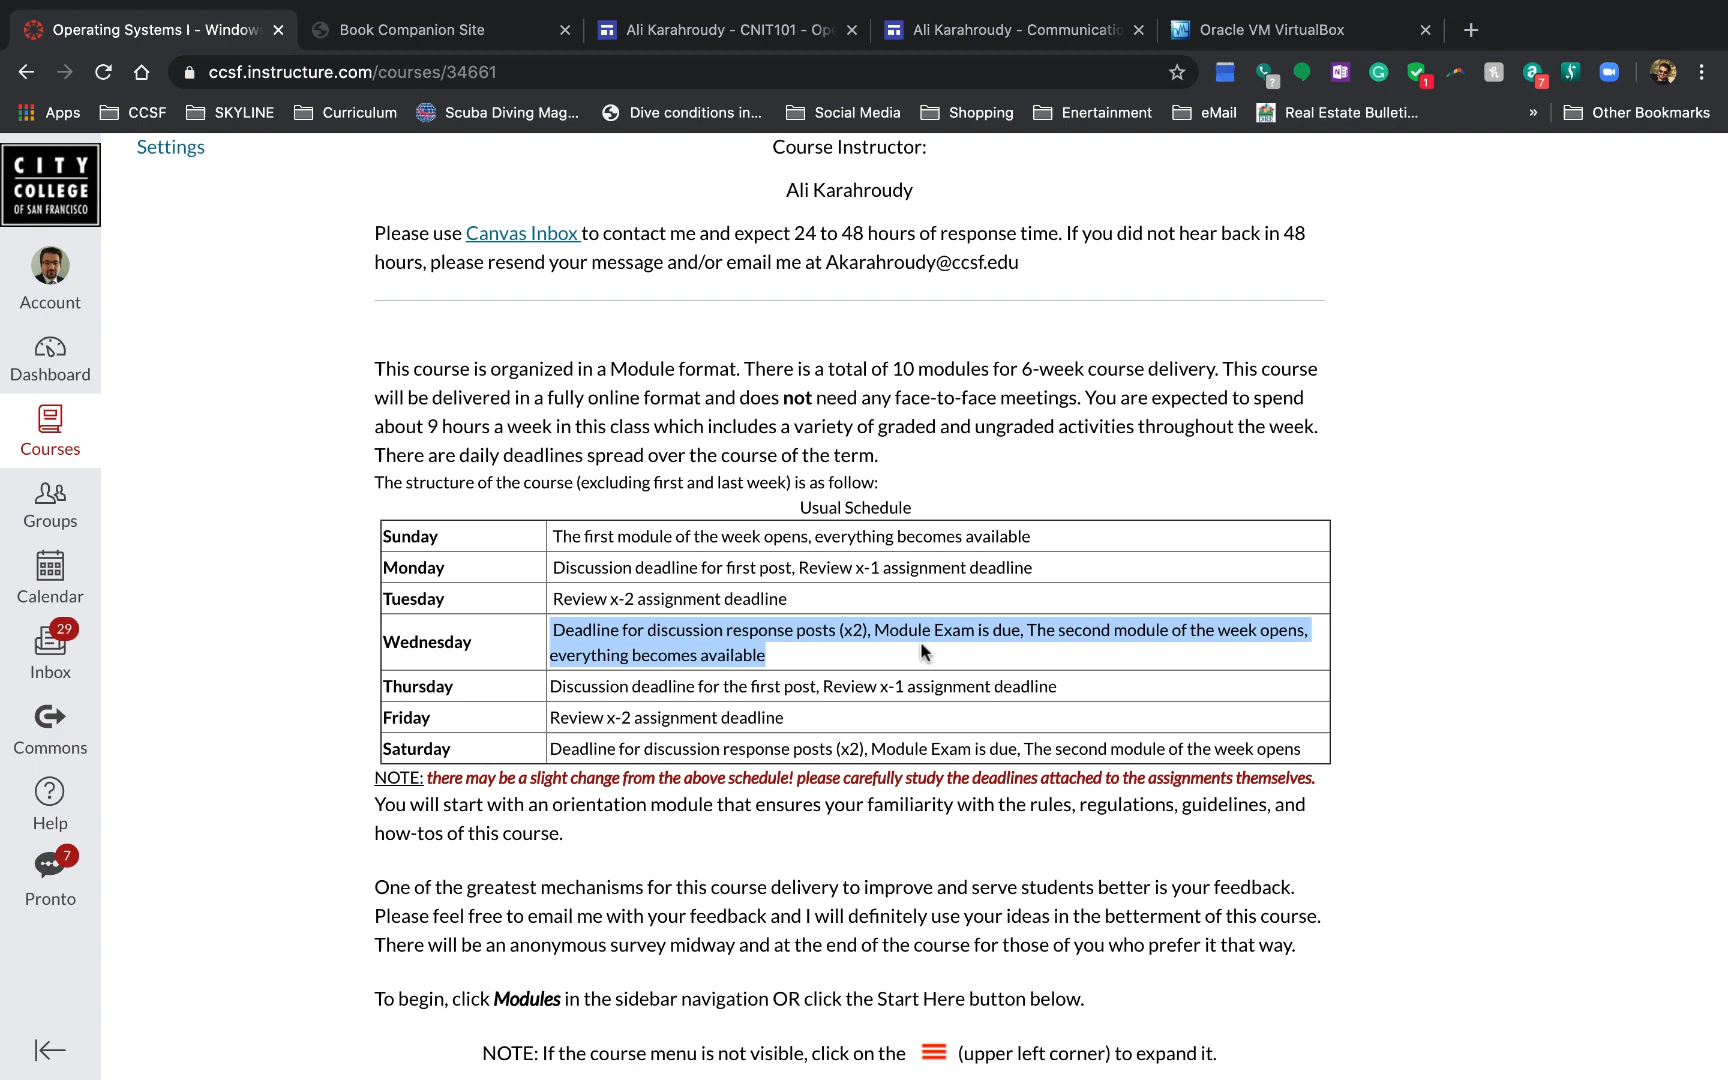 Operating Systems I - Window
Book Companion Site
Ali Karahroudy - CNIT101 - Ope
Ali Karahroudy - Communicatio
Oracle VM VirtualBox
ccsf.instructure.com/courses/34661
?
1
7
Apps
CCSF
SKYLINE
Curriculum
Scuba Diving Mag...
Dive conditions in...
Social Media
Shopping
Enertainment
eMail
Real Estate Bulleti...
»
Other Bookmarks
CITY
COLLEGE
OF SAN FRANCISCO
Account
Dashboard
Courses
Groups
Calendar
29
Inbox
Commons
Help
7
Pronto
Settings
Course Instructor:
Ali Karahroudy
Please use Canvas Inbox to contact me and expect 24 to 48 hours of response time. If you did not hear back in 48
hours, please resend your message and/or email me at Akarahroudy@ccsf.edu
This course is organized in a Module format. There is a total of 10 modules for 6-week course delivery. This course
will be delivered in a fully online format and does not need any face-to-face meetings. You are expected to spend
about 9 hours a week in this class which includes a variety of graded and ungraded activities throughout the week.
There are daily deadlines spread over the course of the term.
The structure of the course (excluding first and last week) is as follow:
Usual Schedule
Sunday The first module of the week opens, everything becomes available
Monday Discussion deadline for first post, Review x-1 assignment deadline
Tuesday Review x-2 assignment deadline
Wednesday Deadline for discussion response posts (x2), Module Exam is due, The second module of the week opens,
everything becomes available
Thursday Discussion deadline for the first post, Review x-1 assignment deadline
Friday Review x-2 assignment deadline
Saturday Deadline for discussion response posts (x2), Module Exam is due, The second module of the week opens
NOTE: there may be a slight change from the above schedule! please carefully study the deadlines attached to the assignments themselves.
You will start with an orientation module that ensures your familiarity with the rules, regulations, guidelines, and
how-tos of this course.
One of the greatest mechanisms for this course delivery to improve and serve students better is your feedback.
Please feel free to email me with your feedback and I will definitely use your ideas in the betterment of this course.
There will be an anonymous survey midway and at the end of the course for those of you who prefer it that way.
To begin, click Modules in the sidebar navigation OR click the Start Here button below.
NOTE: If the course menu is not visible, click on the (upper left corner) to expand it.